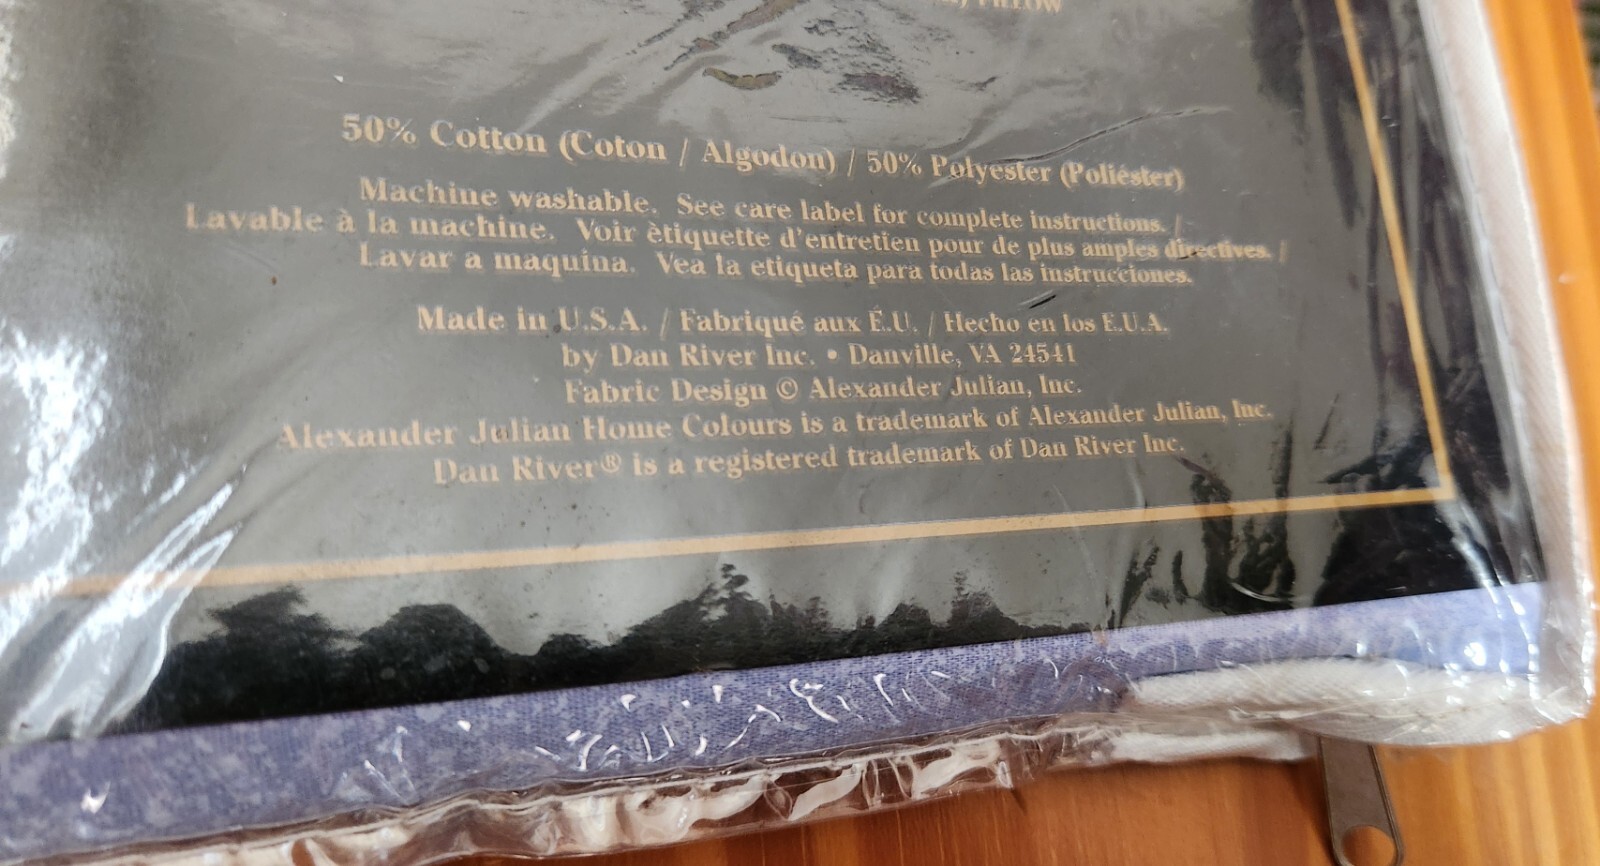 PILLOW
50% Cotton (Coton / Algodon) / 50% Polyester (Poliéster)
Machine washable. See care label for complete instructions. /
Lavable à la machine. Voir ètiquette d'entretien pour de plus amples directives. /
Lavar a maquina. Vea la etiqueta para todas las instrucciones.
Made in U.S.A. / Fabriqué aux É.U. / Hecho en los E.U.A.
by Dan River Inc. • Danville, VA 24541
Fabric Design © Alexander Julian, Inc.
Alexander Julian Home Colours is a trademark of Alexander Julian, Inc.
Dan River® is a registered trademark of Dan River Inc.